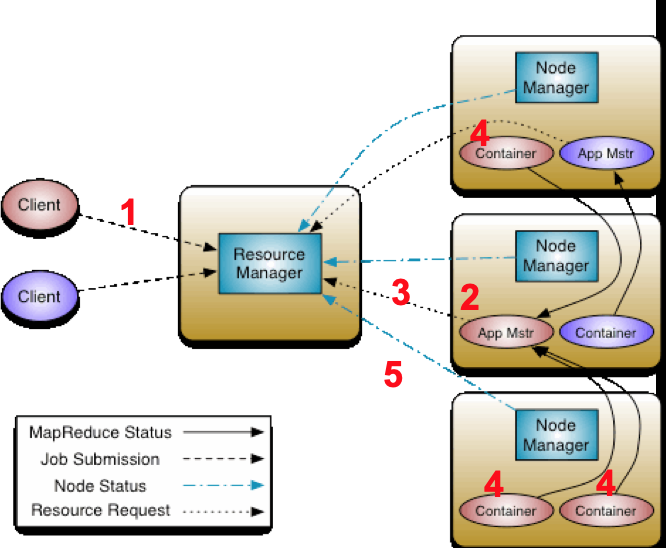 Node
Manager
4
Container
App Mstr
Client
1
Resource
Manager
Node
Manager
Client
3
2
App Mstr
Container
5
Node
Manager
4
4
Container
Container
MapReduce Status
Job Submission
Node Status
Resource Request